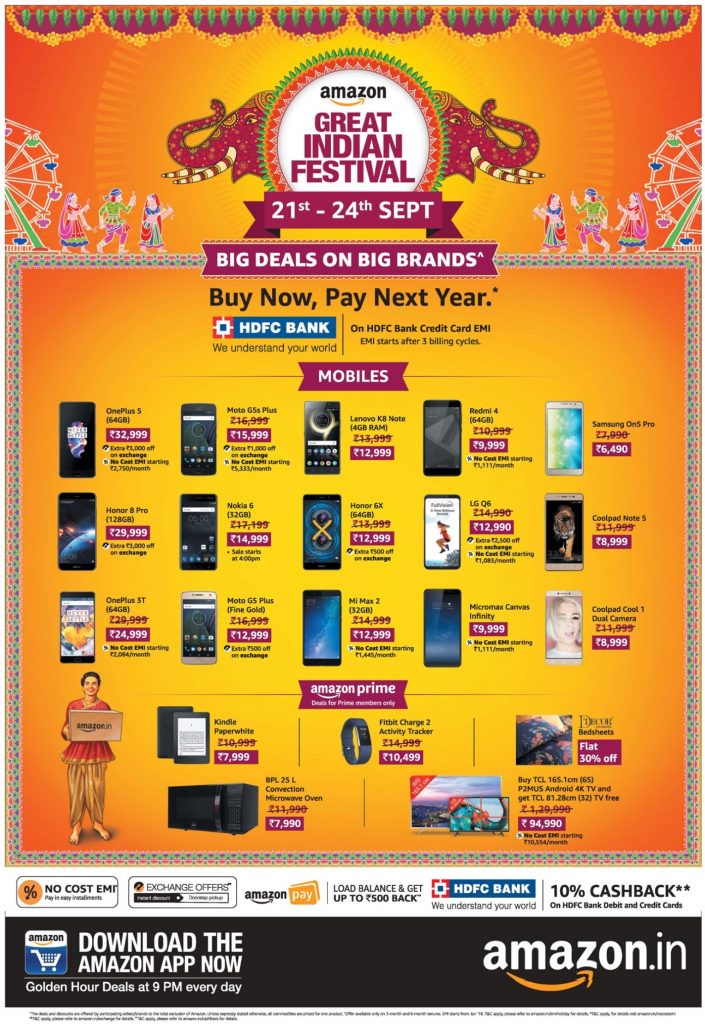 amazon
GREAT
INDIAN
FESTIVAL
21st - 24th SEPT
BIG DEALS ON BIG BRANDS^
Buy Now, Pay Next Year.*
HDFC BANK
We understand your world
On HDFC Bank Credit Card EMI
EMI starts after 3 billing cycles.
MOBILES
OnePlus 5
(64GB)
₹32,999
Extra ₹3,000 off
on exchange
No Cost EMI starting
₹2,750/month
Moto G5s Plus
₹16,999
₹15,999
Extra ₹1,000 off
on exchange
No Cost EMI starting
₹5,333/month
Lenovo K8 Note
(4GB RAM)
₹13,999
₹12,999
Redmi 4
(64GB)
₹10,999
₹9,999
No Cost EMI starting
₹1,111/month
Samsung On5 Pro
₹7,990
₹6,490
Honor 8 Pro
(128GB)
₹29,999
Extra ₹5,000 off
on exchange
Nokia 6
(32GB)
₹17,199
₹14,999
• Sale starts
at 4:00pm
Honor 6X
(64GB)
₹13,999
₹12,999
Extra ₹500 off
on exchange
FullVision
LG Q6
₹14,990
₹12,990
Extra ₹2,500 off
on exchange
No Cost EMI starting
₹1,083/month
Coolpad Note 5
₹11,999
₹8,999
OnePlus 3T
(64GB)
₹29,999
₹24,999
No Cost EMI starting
₹2,084/month
Moto G5 Plus
(Fine Gold)
₹16,999
₹12,999
Extra ₹500 off
on exchange
Mi Max 2
(32GB)
₹14,999
₹12,999
No Cost EMI starting
₹1,445/month
Micromax Canvas
Infinity
₹9,999
No Cost EMI starting
₹1,111/month
Coolpad Cool 1
Dual Camera
₹11,999
₹8,999
amazon prime
Deals for Prime members only
amazon.in
Kindle
Paperwhite
₹10,999
₹7,999
Fitbit Charge 2
Activity Tracker
₹14,999
₹10,499
D'DECOR
Bedsheets
Flat
30% off
BPL 25 L
Convection
Microwave Oven
₹11,990
₹7,990
Buy TCL 165.1cm (65)
P2MUS Android 4K TV and
get TCL 81.28cm (32) TV free
₹ 1,29,990
₹ 94,990
No Cost EMI starting
₹10,554/month
% NO COST EMI*
Pay in easy installments
EXCHANGE OFFERS~
Instant discount
Doorstep pickup
amazon pay
LOAD BALANCE & GET
UP TO ₹500 BACK~
HDFC BANK
We understand your world
10% CASHBACK**
On HDFC Bank Debit and Credit Cards
amazon
DOWNLOAD THE
AMAZON APP NOW
Golden Hour Deals at 9 PM every day
amazon.in